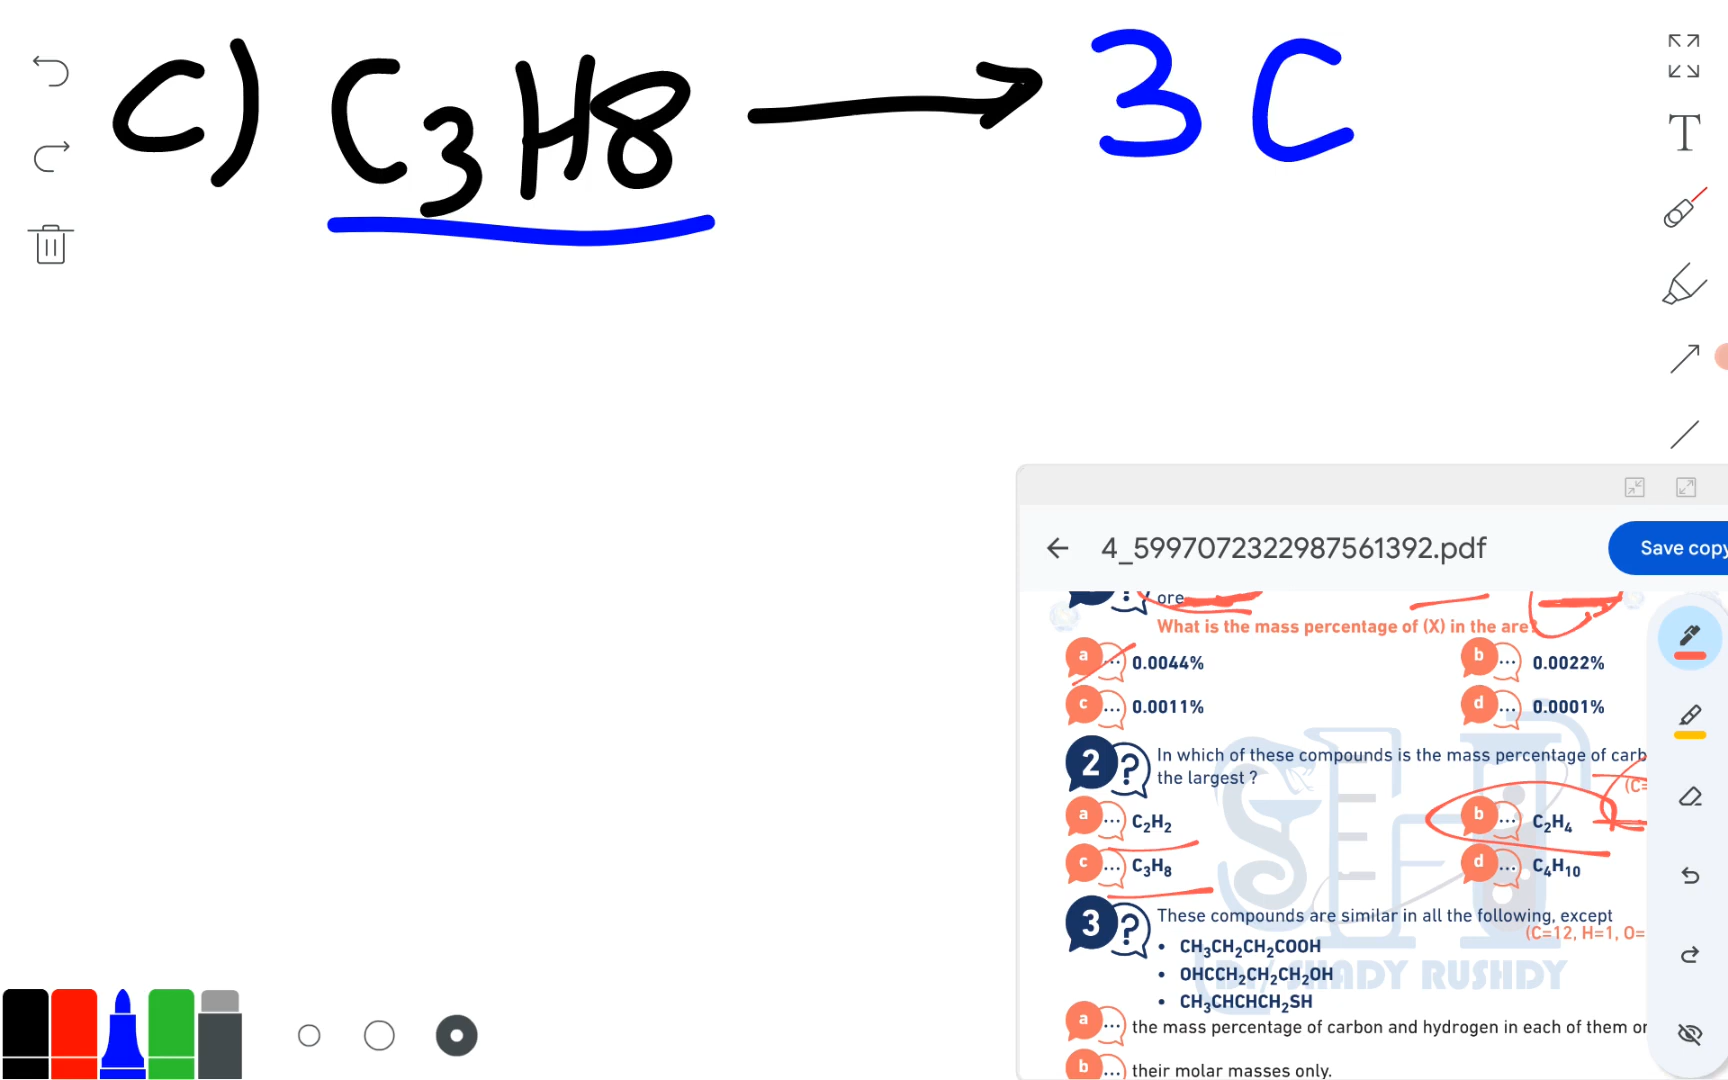 C) C3H8 → 3 C
T
4_5997072322987561392.pdf
Save copy
? ore
What is the mass percentage of (X) in the are?
a ... 0.0044%
b ... 0.0022%
c ... 0.0011%
d ... 0.0001%
2 ? In which of these compounds is the mass percentage of carb
the largest ?
(C=
a ... C₂H₂
b ... C₂H₄
c ... C₃H₈
d ... C₄H₁₀
3 ? These compounds are similar in all the following, except
(C=12, H=1, O=
• CH₃CH₂CH₂COOH
• OHCCH₂CH₂CH₂OH
• CH₃CHCHCH₂SH
SHADY RUSHDY
a ... the mass percentage of carbon and hydrogen in each of them or
b ... their molar masses only.